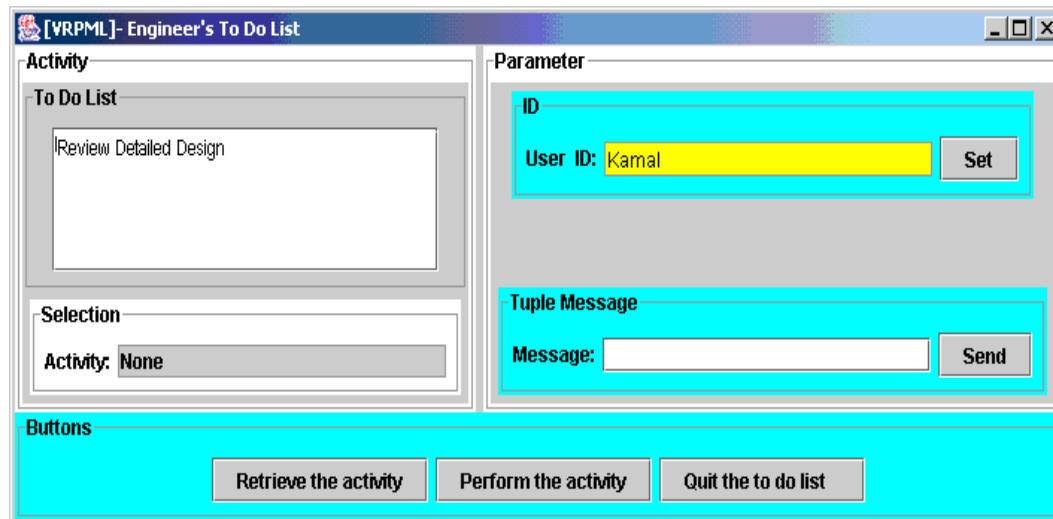 [VRPML]- Engineer's To Do List
Activity
To Do List
Review Detailed Design
Selection
Activity: None
Parameter
ID
User ID: Kamal Set
Tuple Message
Message: Send
Buttons
Retrieve the activity Perform the activity Quit the to do list